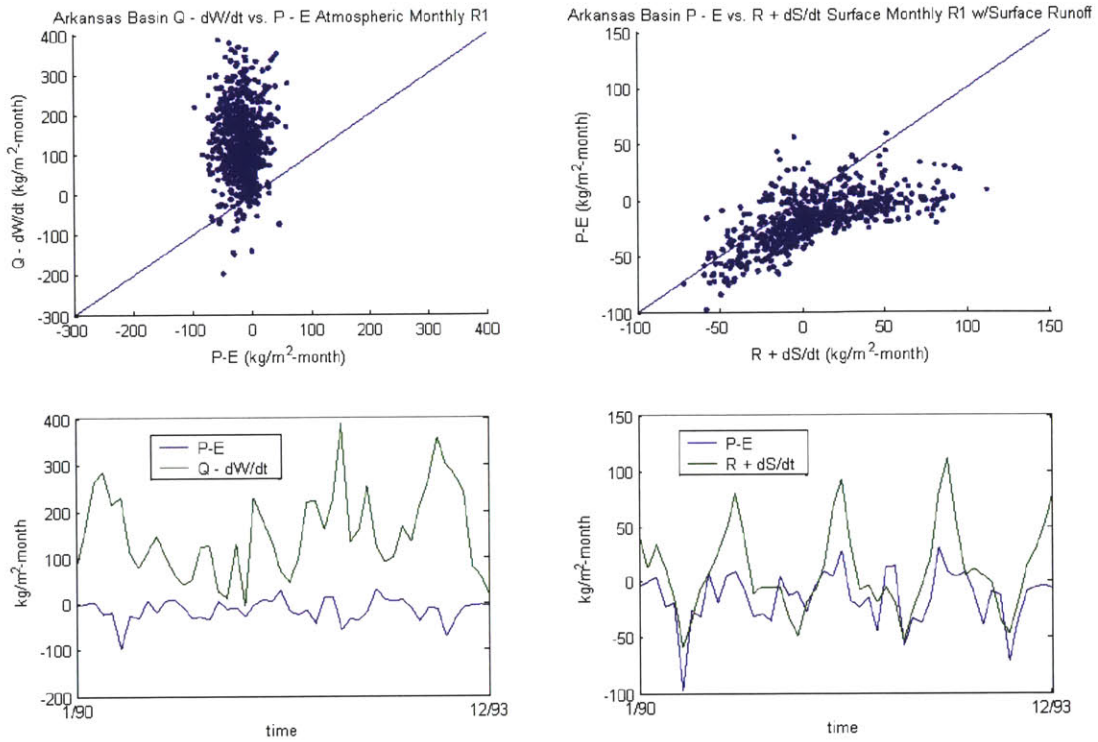 Arkansas Basin Q - dW/dt vs. P - E Atmospheric Monthly R1
400
300
200
100
0
-100
-200
-300
Q - dW/dt (kg/m²-month)
-300 -200 -100 0 100 200 300 400
P-E (kg/m²-month)
Arkansas Basin P - E vs. R + dS/dt Surface Monthly R1 w/Surface Runoff
150
100
50
0
-50
-100
P-E (kg/m²-month)
-100 -50 0 50 100 150
R + dS/dt (kg/m²-month)
400
300
200
100
0
-100
-200
kg/m²-month
P-E
Q - dW/dt
1/90 12/93
time
150
100
50
0
-50
-100
kg/m²-month
P-E
R + dS/dt
1/90 12/93
time